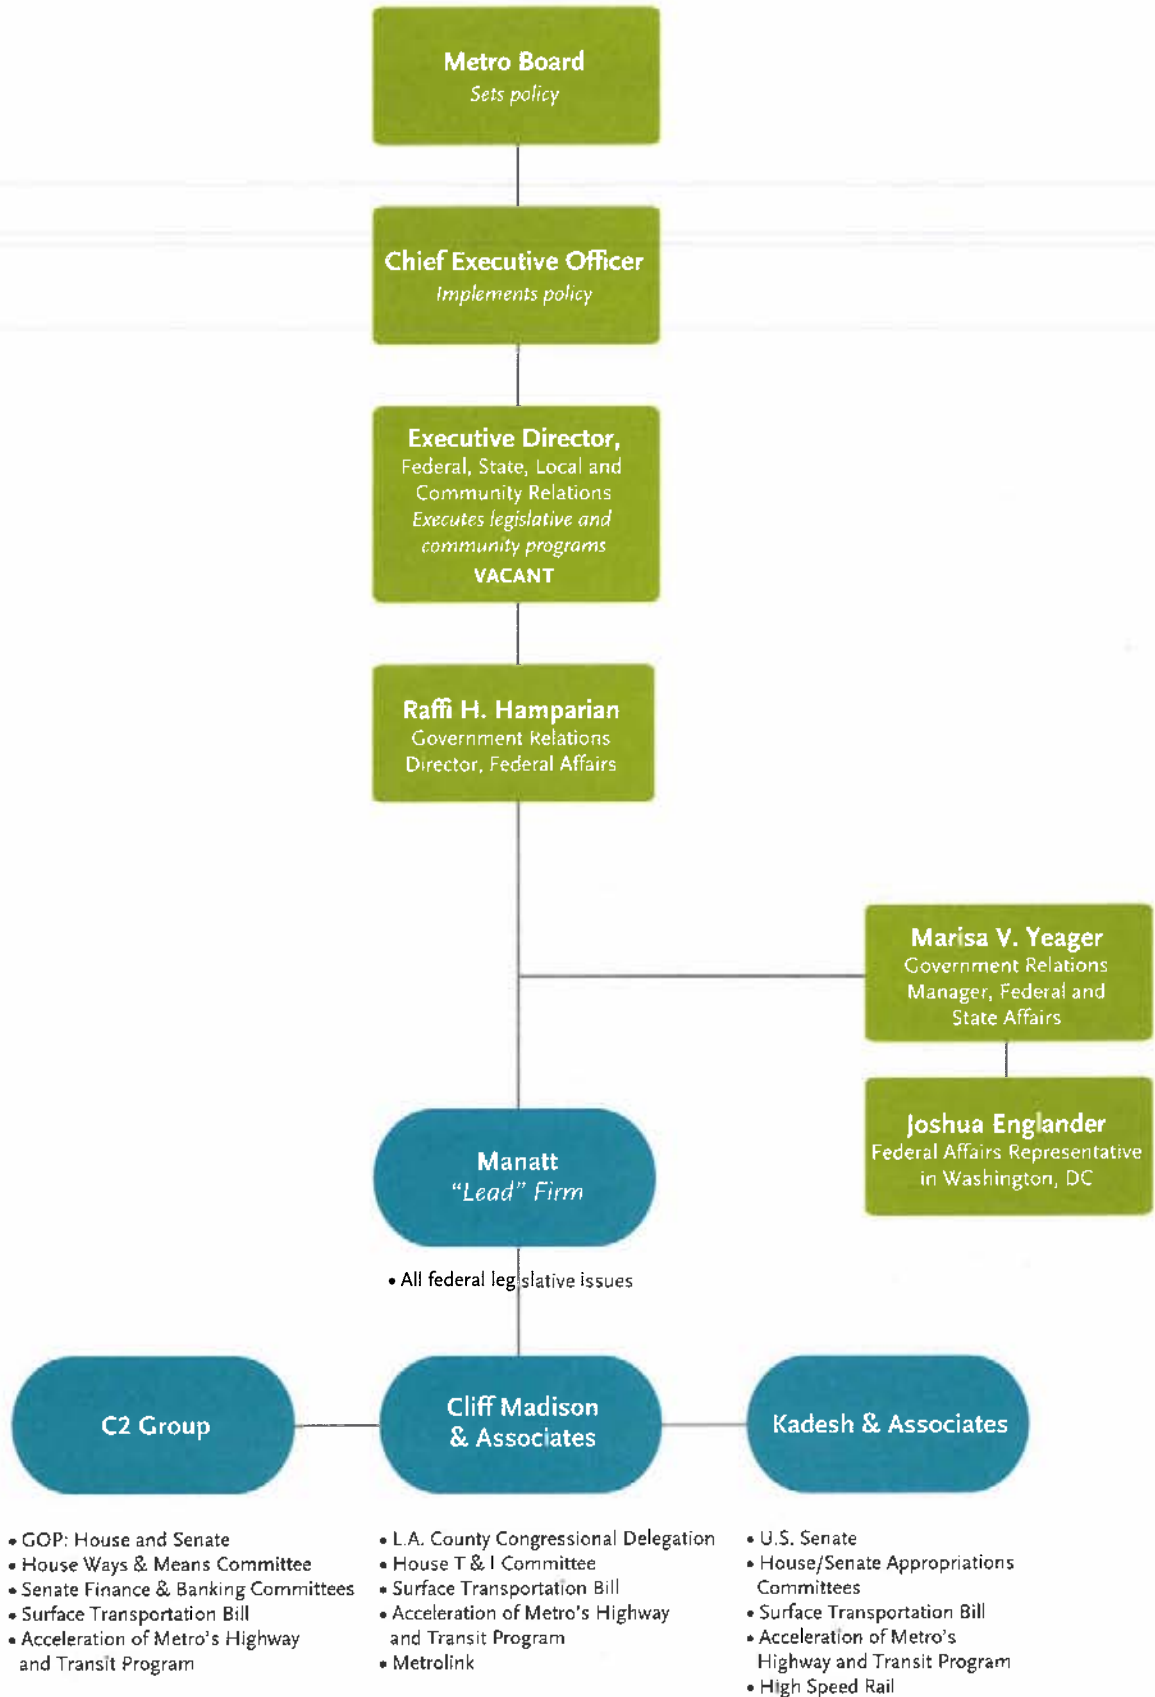 Metro Board
Sets policy
Chief Executive Officer
Implements policy
Executive Director,
Federal, State, Local and
Community Relations
Executes legislative and
community programs
VACANT
Raffi H. Hamparian
Government Relations
Director, Federal Affairs
Marisa V. Yeager
Government Relations
Manager, Federal and
State Affairs
Joshua Englander
Federal Affairs Representative
in Washington, DC
Manatt
“Lead” Firm
• All federal legislative issues
C2 Group
• GOP: House and Senate
• House Ways & Means Committee
• Senate Finance & Banking Committees
• Surface Transportation Bill
• Acceleration of Metro’s Highway
and Transit Program
Cliff Madison
& Associates
• L.A. County Congressional Delegation
• House T & I Committee
• Surface Transportation Bill
• Acceleration of Metro’s Highway
and Transit Program
• Metrolink
Kadesh & Associates
• U.S. Senate
• House/Senate Appropriations
Committees
• Surface Transportation Bill
• Acceleration of Metro’s
Highway and Transit Program
• High Speed Rail